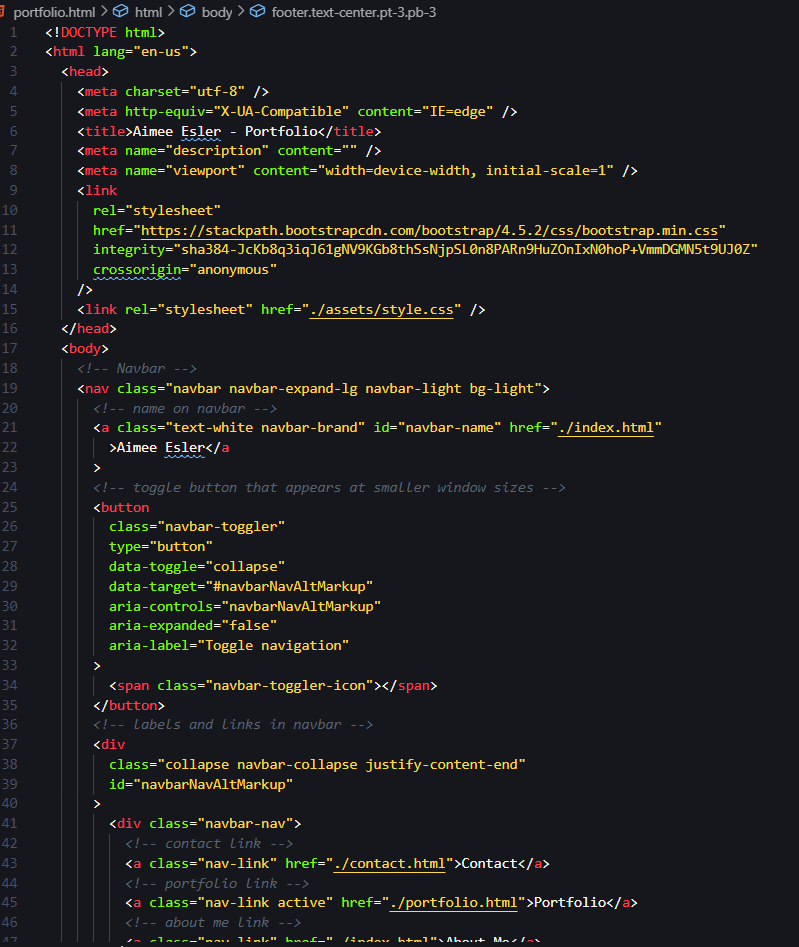 portfolio.html > html > body > footer.text-center.pt-3.pb-3
1 <!DOCTYPE html>
2 <html lang="en-us">
3 <head>
4 <meta charset="utf-8" />
5 <meta http-equiv="X-UA-Compatible" content="IE=edge" />
6 <title>Aimee Esler - Portfolio</title>
7 <meta name="description" content="" />
8 <meta name="viewport" content="width=device-width, initial-scale=1" />
9 <link
10 rel="stylesheet"
11 href="https://stackpath.bootstrapcdn.com/bootstrap/4.5.2/css/bootstrap.min.css"
12 integrity="sha384-JcKb8q3iqJ61gNV9KGb8thSsNjpSL0n8PARn9HuZOnIxN0hoP+VmmDGMN5t9UJ0Z"
13 crossorigin="anonymous"
14 />
15 <link rel="stylesheet" href="./assets/style.css" />
16 </head>
17 <body>
18 <!-- Navbar -->
19 <nav class="navbar navbar-expand-lg navbar-light bg-light">
20 <!-- name on navbar -->
21 <a class="text-white navbar-brand" id="navbar-name" href="./index.html"
22 >Aimee Esler</a
23 >
24 <!-- toggle button that appears at smaller window sizes -->
25 <button
26 class="navbar-toggler"
27 type="button"
28 data-toggle="collapse"
29 data-target="#navbarNavAltMarkup"
30 aria-controls="navbarNavAltMarkup"
31 aria-expanded="false"
32 aria-label="Toggle navigation"
33 >
34 <span class="navbar-toggler-icon"></span>
35 </button>
36 <!-- labels and links in navbar -->
37 <div
38 class="collapse navbar-collapse justify-content-end"
39 id="navbarNavAltMarkup"
40 >
41 <div class="navbar-nav">
42 <!-- contact link -->
43 <a class="nav-link" href="./contact.html">Contact</a>
44 <!-- portfolio link -->
45 <a class="nav-link active" href="./portfolio.html">Portfolio</a>
46 <!-- about me link -->
47 <a class="nav-link" href="./index.html">About Me</a>